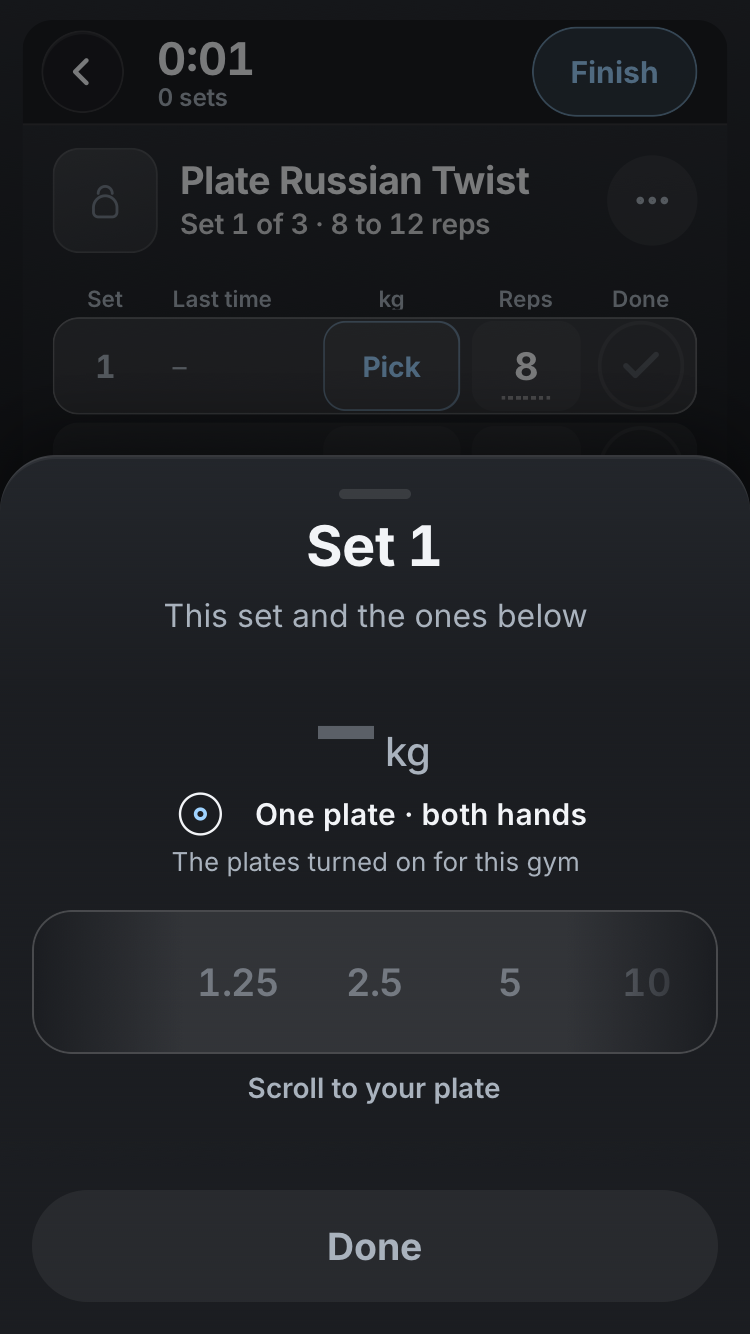 0:01
0 sets
Finish
Plate Russian Twist
Set 1 of 3 · 8 to 12 reps
Set Last time kg Reps Done
1 – Pick 8
Set 1
This set and the ones below
– kg
One plate · both hands
The plates turned on for this gym
1.25 2.5 5 10
Scroll to your plate
Done